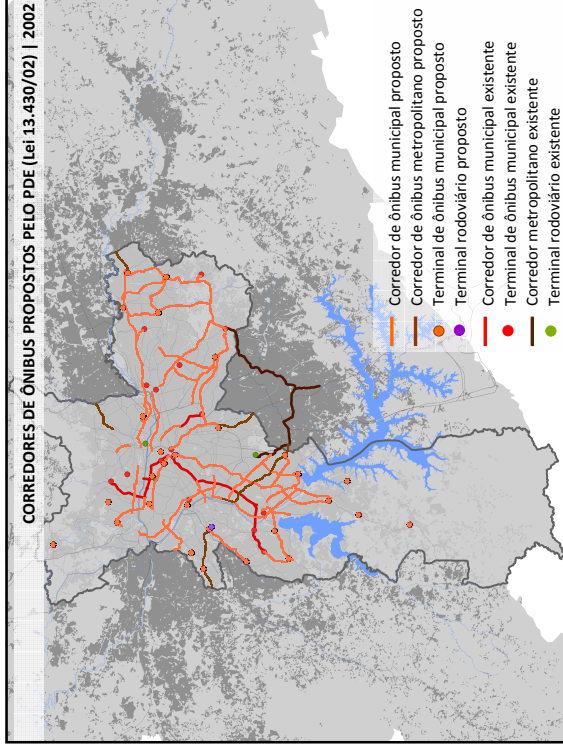 CORREDORES DE ÔNIBUS PROPOSTOS PELO PDE (Lei 13.430/02) | 2002
Corredor de ônibus municipal proposto
Corredor de ônibus metropolitano proposto
Terminal de ônibus municipal proposto
Terminal rodoviário proposto
Corredor de ônibus municipal existente
Terminal de ônibus municipal existente
Corredor metropolitano existente
Terminal rodoviário existente